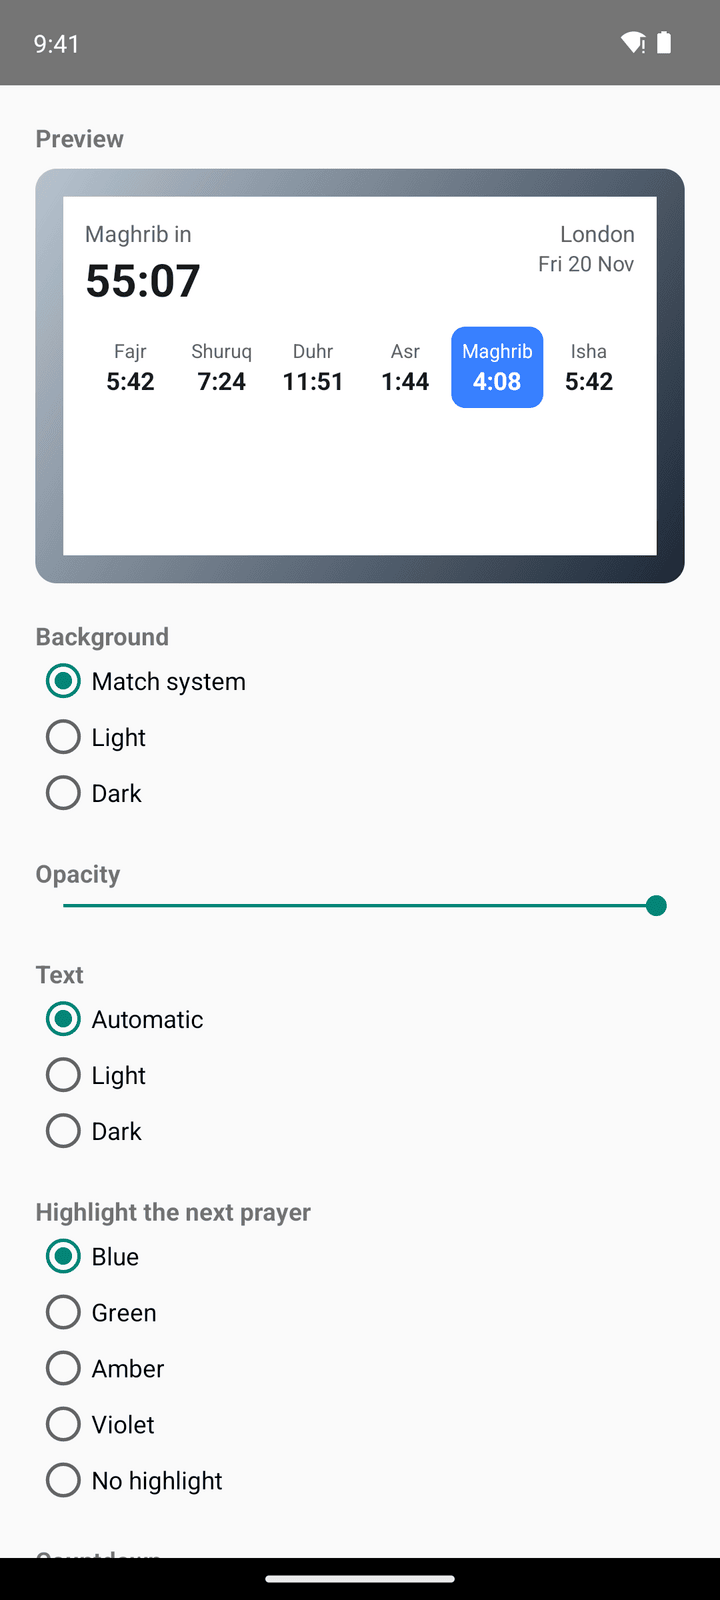 9:41
Preview
Maghrib in
London
55:07
Fri 20 Nov
Fajr Shuruq Duhr Asr Maghrib Isha
5:42 7:24 11:51 1:44 4:08 5:42
Background
Match system
Light
Dark
Opacity
Text
Automatic
Light
Dark
Highlight the next prayer
Blue
Green
Amber
Violet
No highlight